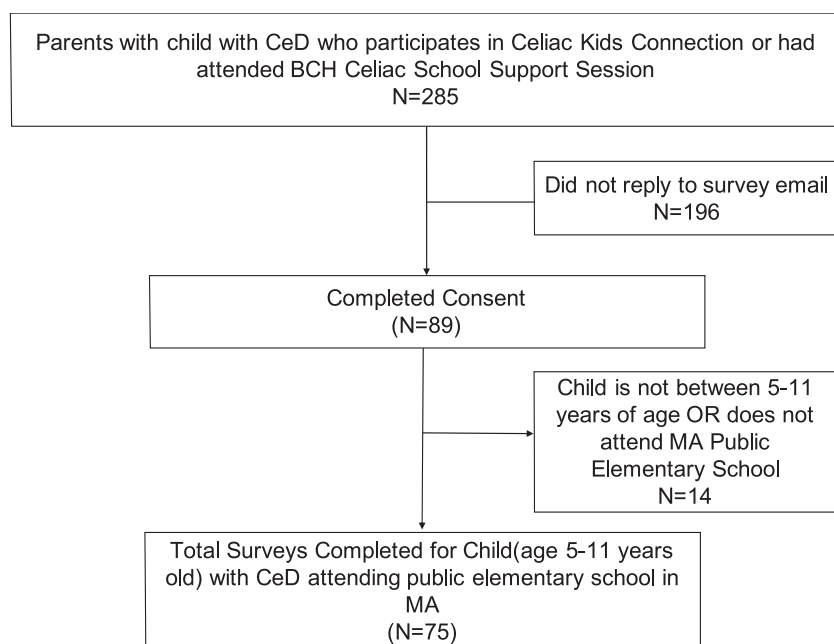 Parents with child with CeD who participates in Celiac Kids Connection or had
attended BCH Celiac School Support Session
N=285
Did not reply to survey email
N=196
Completed Consent
(N=89)
Child is not between 5-11
years of age OR does not
attend MA Public
Elementary School
N=14
Total Surveys Completed for Child(age 5-11 years
old) with CeD attending public elementary school in
MA
(N=75)